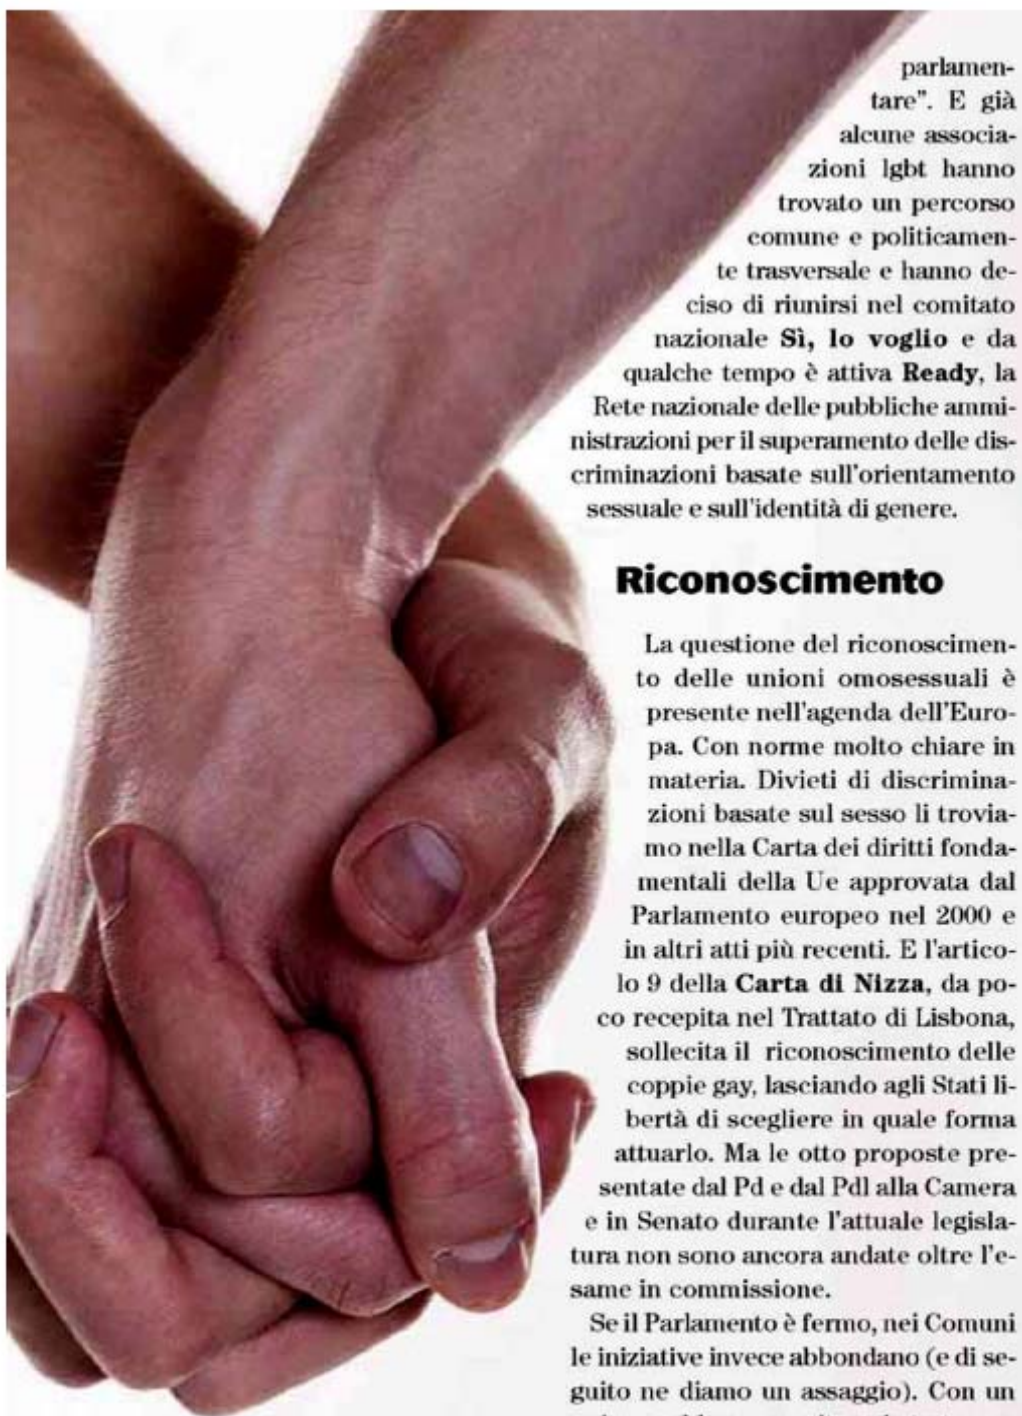 parlamen-
tare". E già
alcune associa-
zioni lgbt hanno
trovato un percorso
comune e politicamen-
te trasversale e hanno de-
ciso di riunirsi nel comitato
nazionale Sì, lo voglio e da
qualche tempo è attiva Ready, la
Rete nazionale delle pubbliche ammi-
nistrazioni per il superamento delle dis-
criminazioni basate sull'orientamento
sessuale e sull'identità di genere.
Riconoscimento
La questione del riconoscimen-
to delle unioni omosessuali è
presente nell'agenda dell'Euro-
pa. Con norme molto chiare in
materia. Divieti di discrimina-
zioni basate sul sesso li trovia-
mo nella Carta dei diritti fonda-
mentali della Ue approvata dal
Parlamento europeo nel 2000 e
in altri atti più recenti. E l'artico-
lo 9 della Carta di Nizza, da po-
co recepita nel Trattato di Lisbona,
sollecita il riconoscimento delle
coppie gay, lasciando agli Stati li-
bertà di scegliere in quale forma
attuarlo. Ma le otto proposte pre-
sentate dal Pd e dal Pdl alla Camera
e in Senato durante l'attuale legisla-
tura non sono ancora andate oltre l'e-
same in commissione.
Se il Parlamento è fermo, nei Comuni
le iniziative invece abbondano (e di se-
guito ne diamo un assaggio). Con un